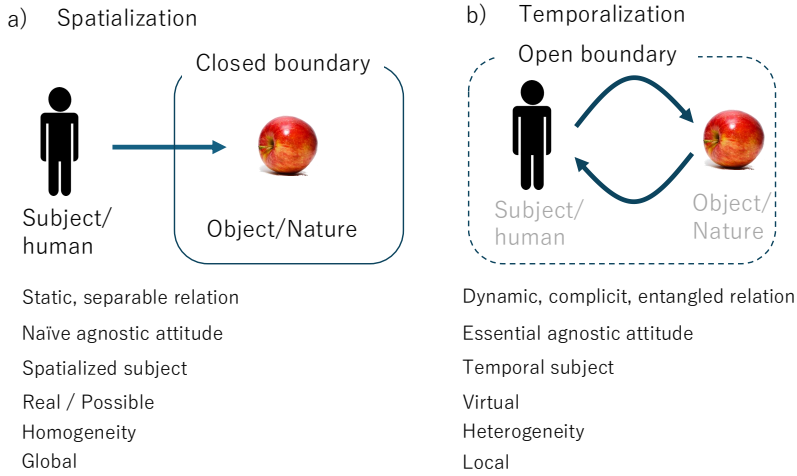 a) Spatialization
Closed boundary
Subject/
human
Object/Nature
Static, separable relation
Naïve agnostic attitude
Spatialized subject
Real / Possible
Homogeneity
Global
b) Temporalization
Open boundary
Subject/
human
Object/
Nature
Dynamic, complicit, entangled relation
Essential agnostic attitude
Temporal subject
Virtual
Heterogeneity
Local